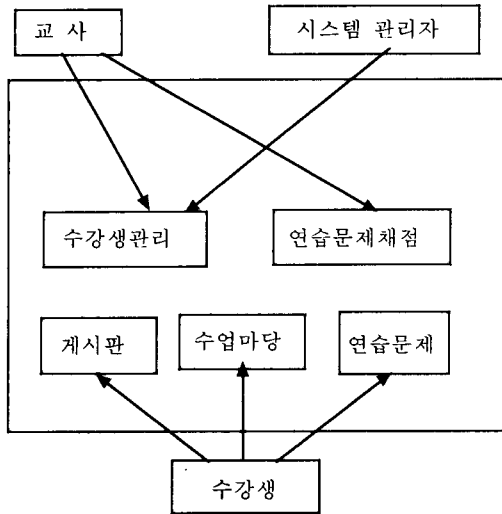 교 사
시스템 관리자
수강생관리
연습문제채점
게시판
수업마당
연습문제
수강생